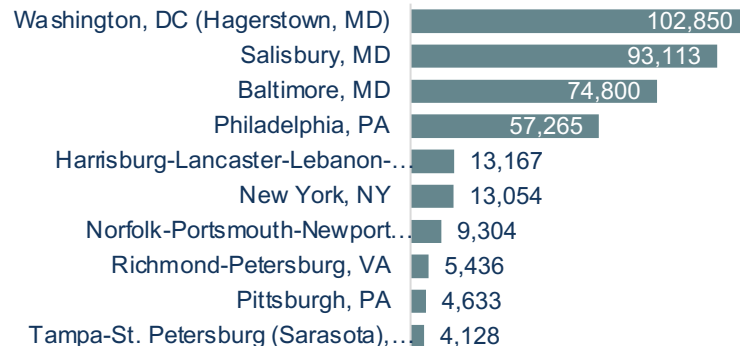 Washington, DC (Hagerstown, MD) 102,850
Salisbury, MD 93,113
Baltimore, MD 74,800
Philadelphia, PA 57,265
Harrisburg-Lancaster-Lebanon-… 13,167
New York, NY 13,054
Norfolk-Portsmouth-Newport… 9,304
Richmond-Petersburg, VA 5,436
Pittsburgh, PA 4,633
Tampa-St. Petersburg (Sarasota),… 4,128